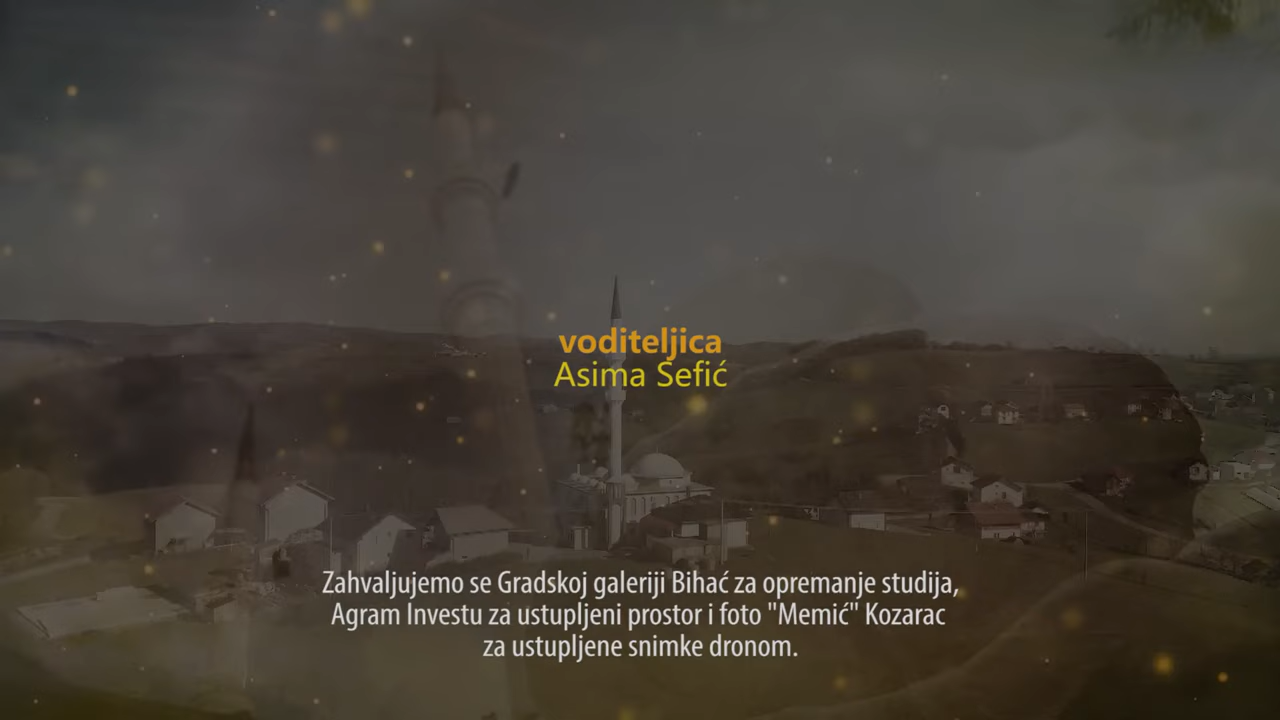 voditeljica
Asima Sefić
Zahvaljujemo se Gradskoj galeriji Bihać za opremanje studija,
Agram Investu za ustupljeni prostor i foto "Memić" Kozarac
za ustupljene snimke dronom.